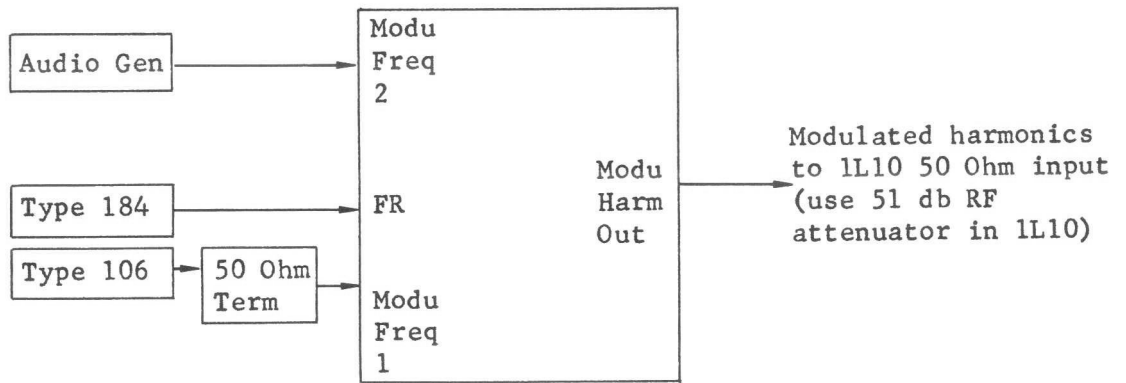 Audio Gen
Modu
Freq
2
Type 184
FR
Type 106
50 Ohm
Term
Modu
Freq
1
Modu
Harm
Out
Modulated harmonics
to 1L10 50 Ohm input
(use 51 db RF
attenuator in 1L10)